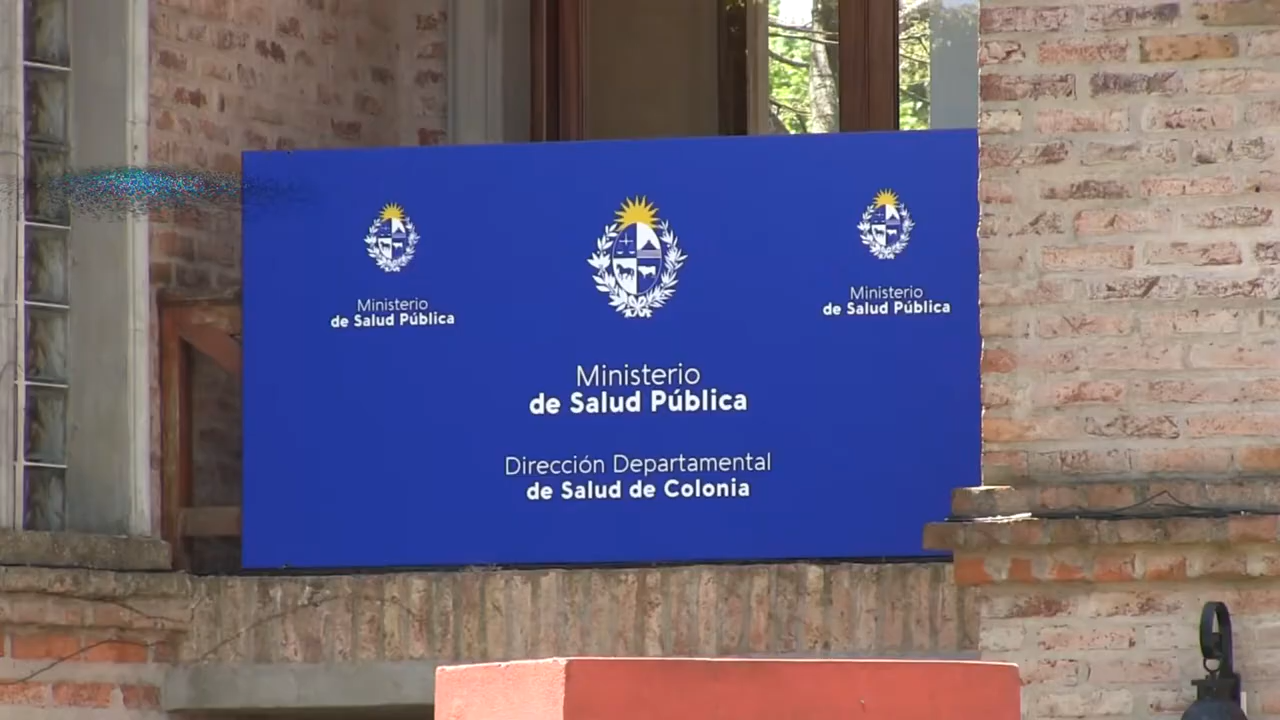 Ministerio
de Salud Pública
Ministerio
de Salud Pública
Ministerio
de Salud Pública
Dirección Departamental
de Salud de Colonia